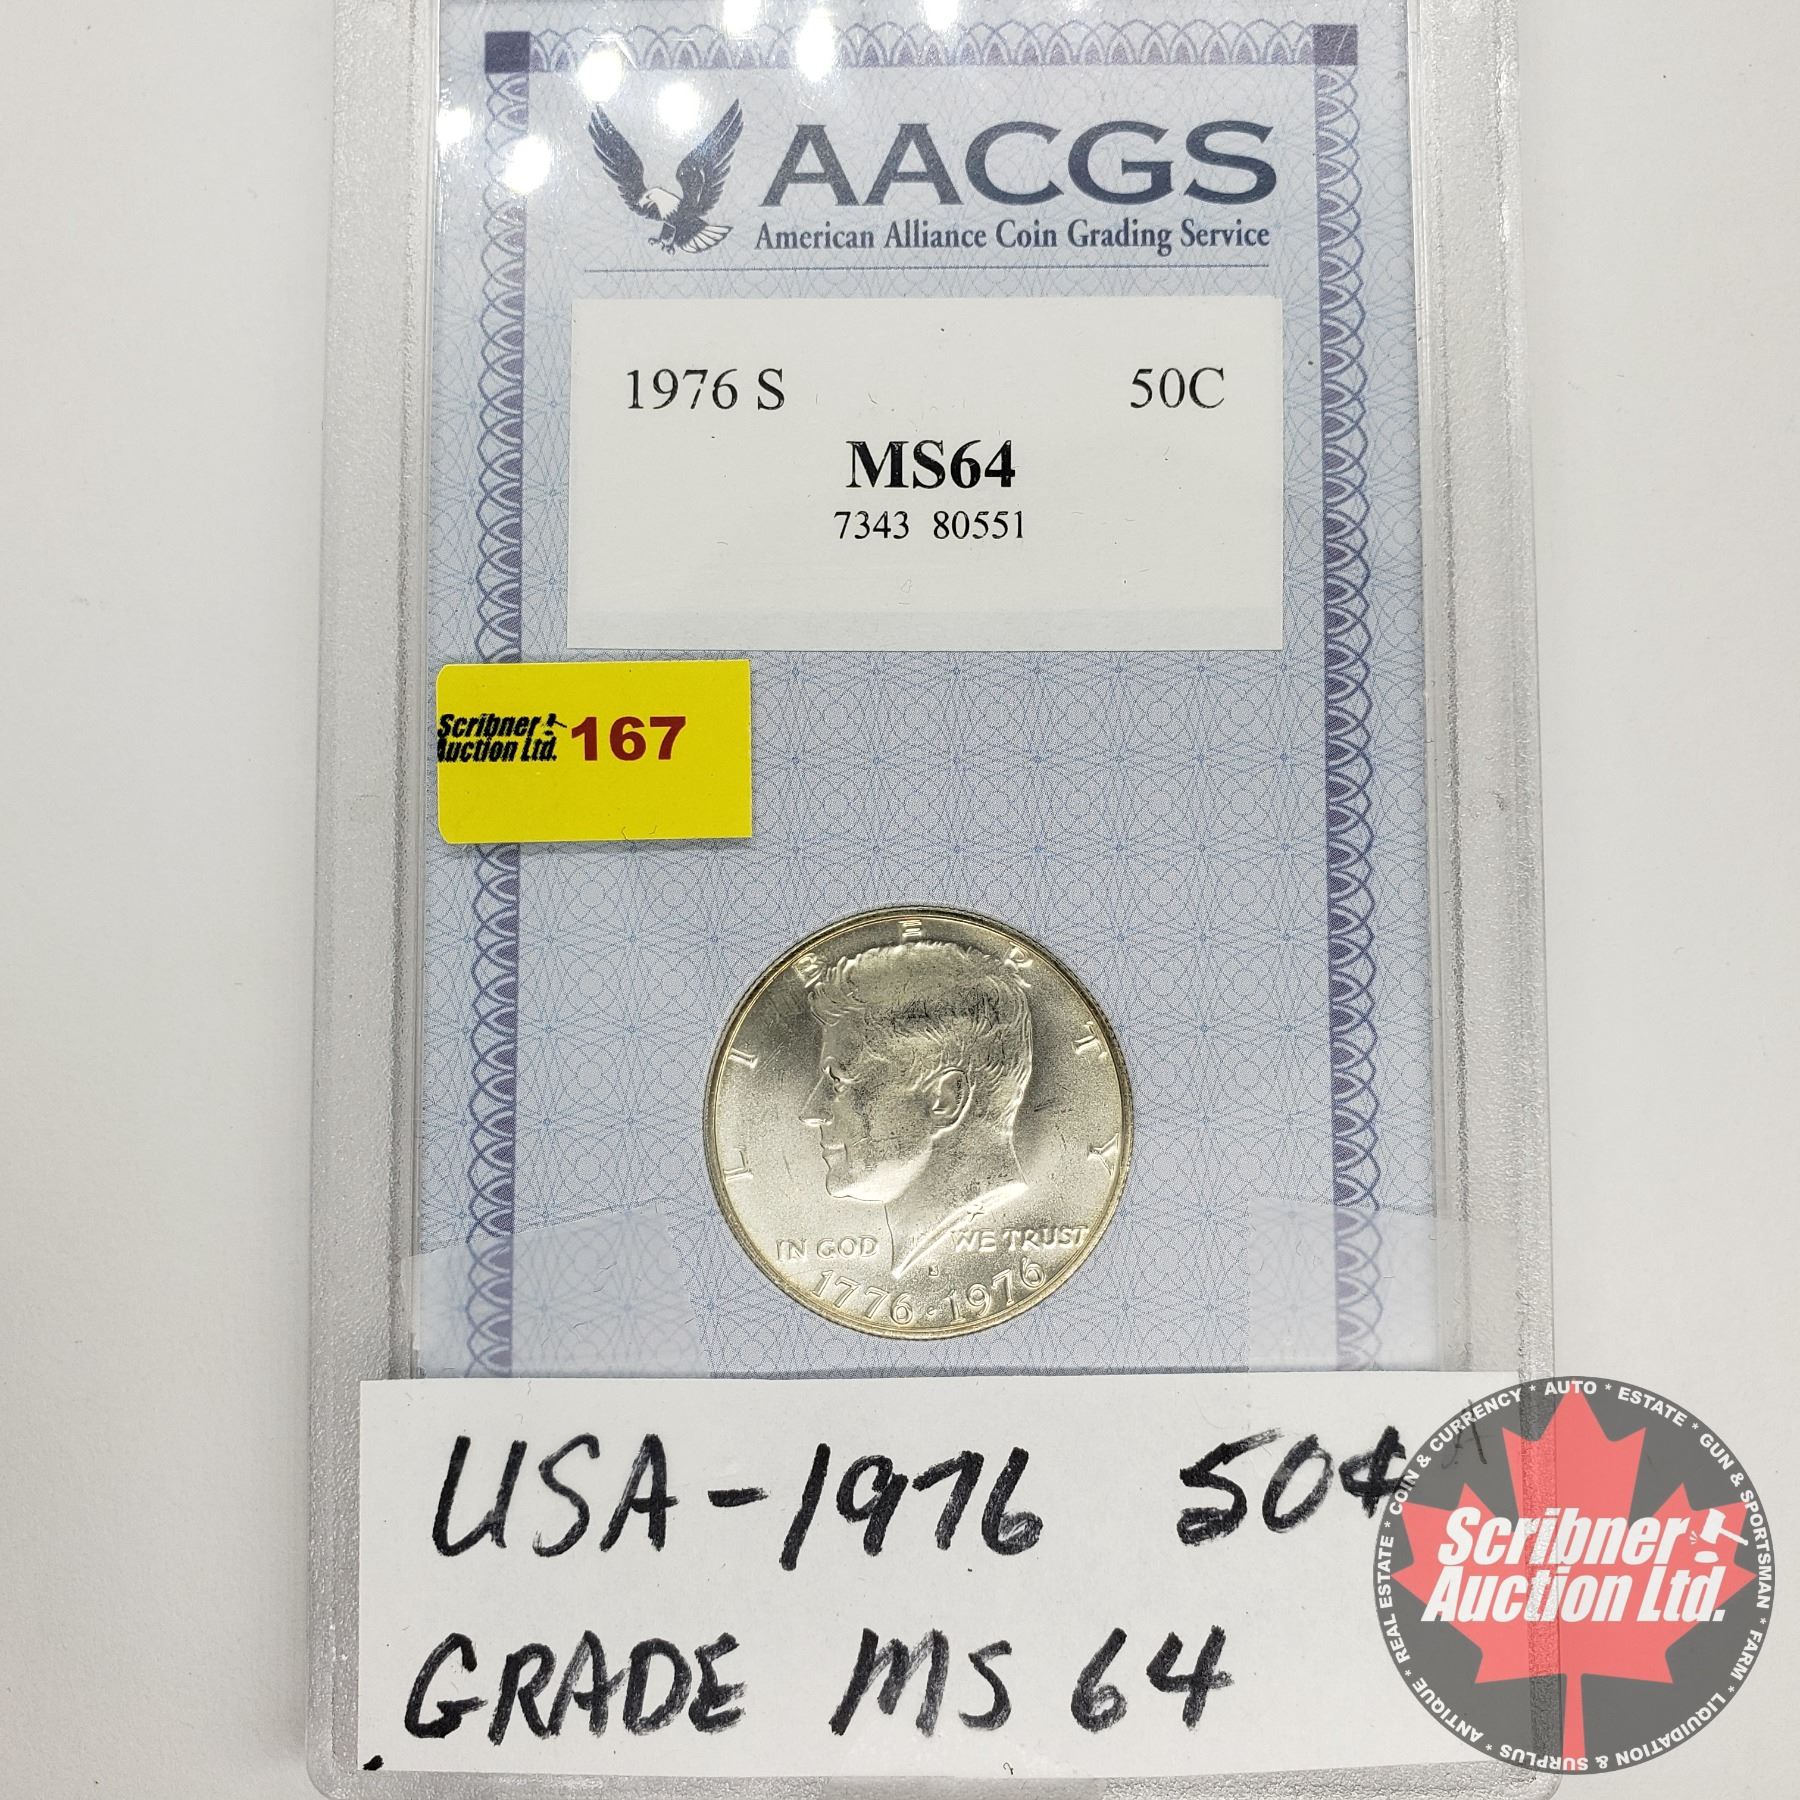 AACGS
American Alliance Coin Grading Service
1976 S 50C
MS64
7343 80551
Scribner
Auction Ltd. 167
LIBERTY
IN GOD WE TRUST
S
1776 • 1976
USA-1976 50¢
GRADE MS 64
COIN & CURRENCY * AUTO * ESTATE * GUN & SPORTSMAN * FARM * LIQUIDATION & SURPLUS * ANTIQUE * REAL ESTATE *
Scribner
Auction Ltd.